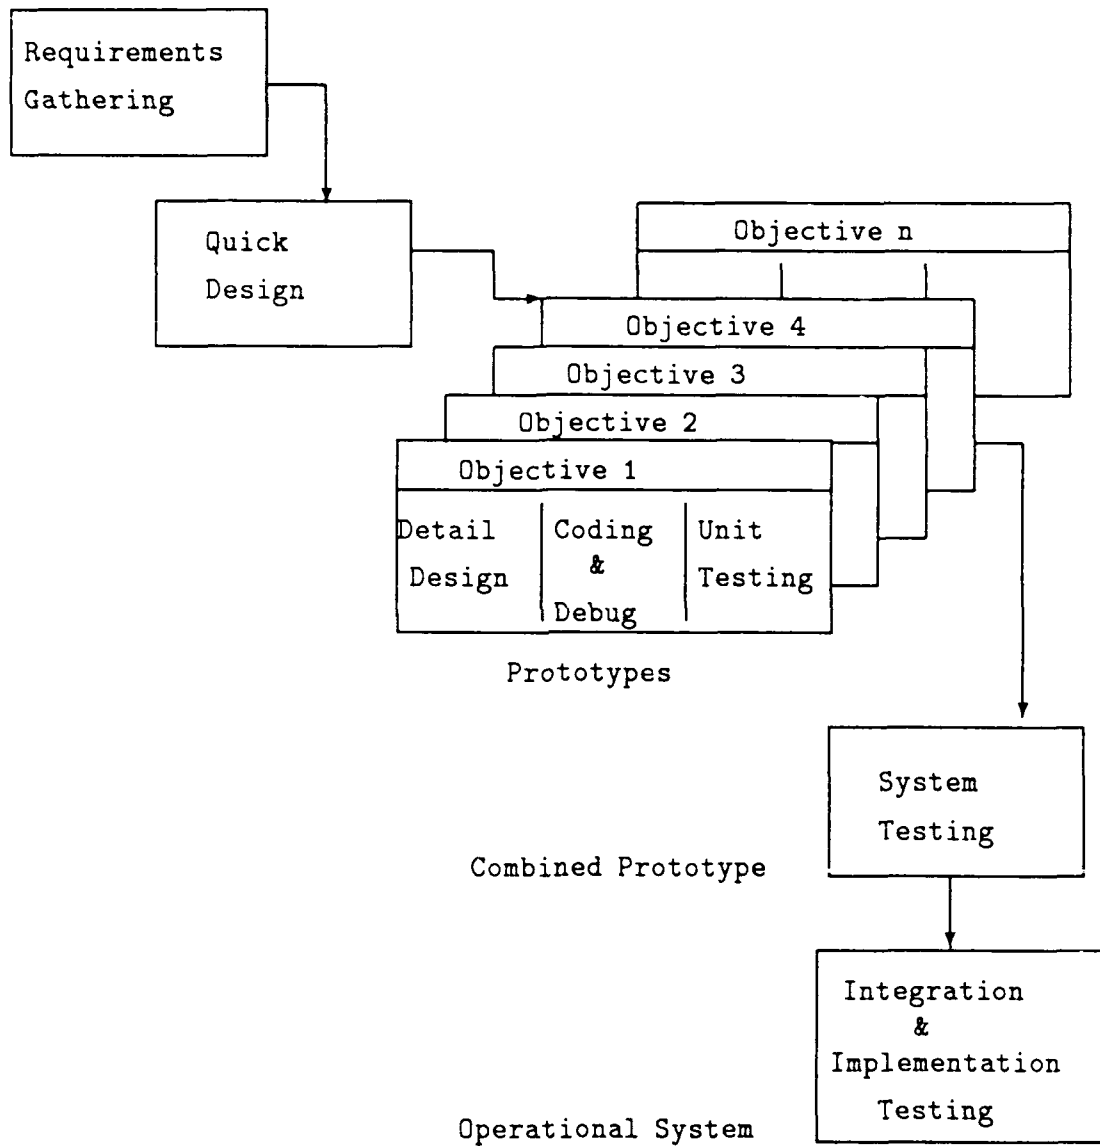 Requirements
Gathering
Quick
Design
Objective n
Objective 4
Objective 3
Objective 2
Objective 1
Detail
Design
Coding
&
Debug
Unit
Testing
Prototypes
System
Testing
Combined Prototype
Integration
&
Implementation
Testing
Operational System